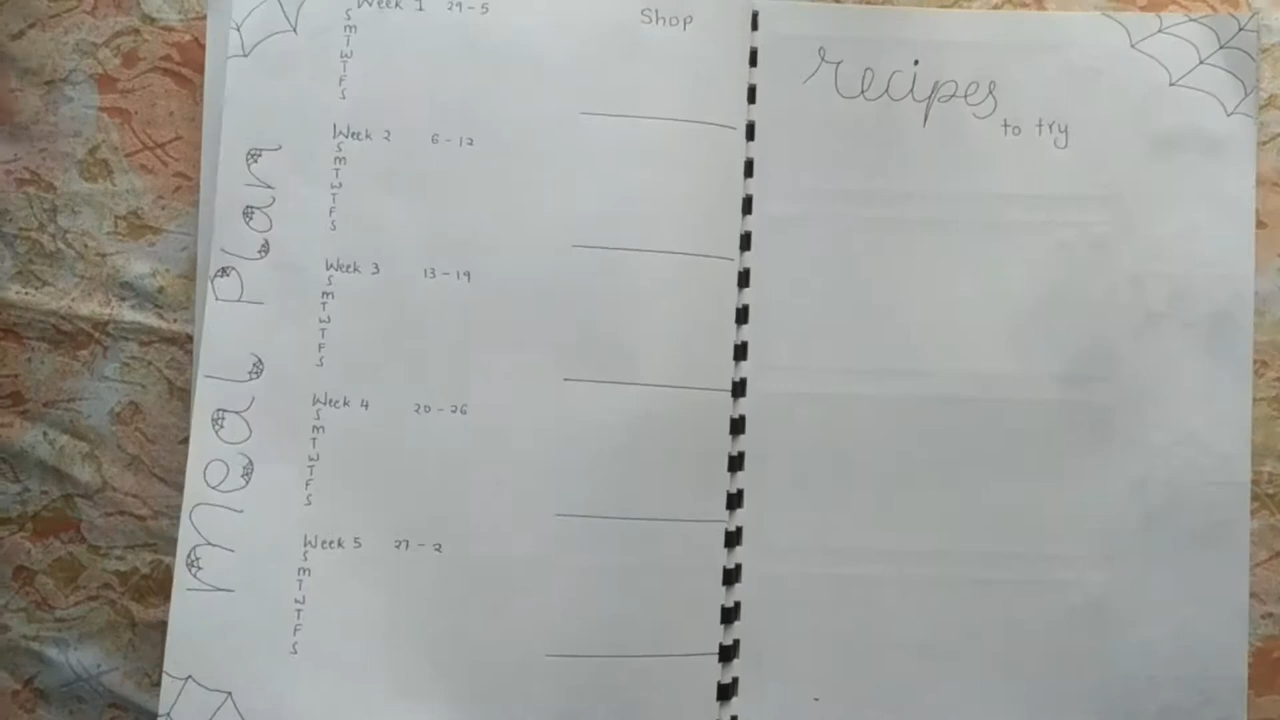 Meal Plan
Week 1 29-5
S
M
T
W
T
F
S
Shop
Week 2 6-12
S
M
T
W
T
F
S
Week 3 13-19
S
M
T
W
T
F
S
Week 4 20-26
S
M
T
W
T
F
S
Week 5 27-2
S
M
T
W
T
F
S
recipes
to try